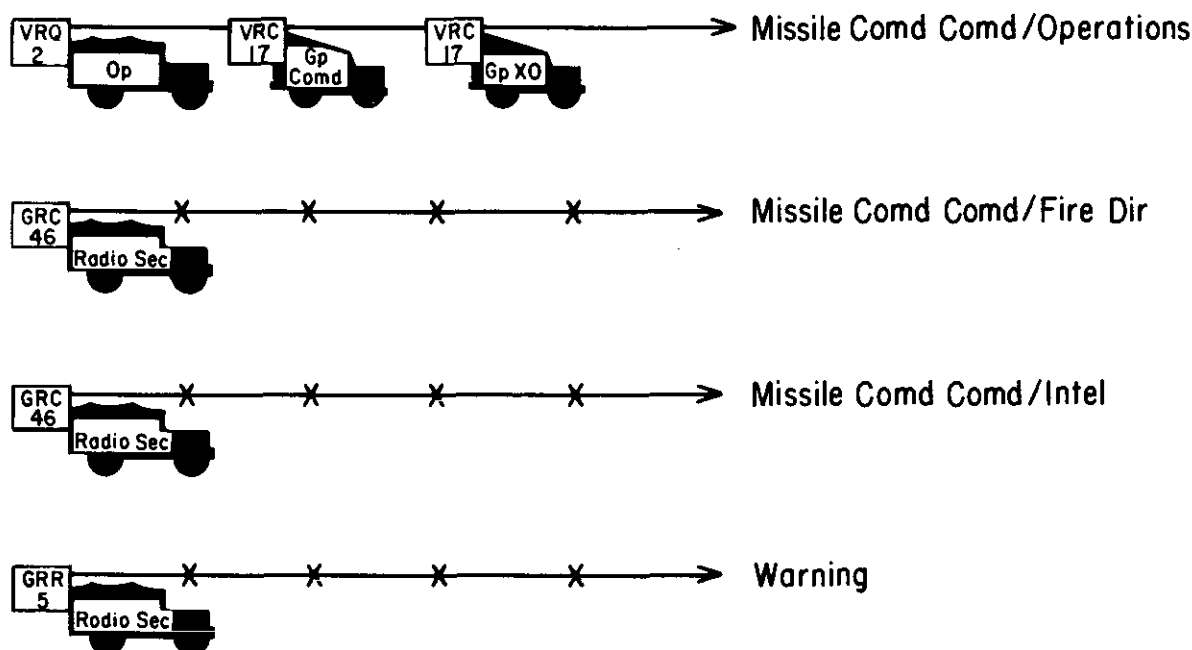 VRQ 2 Op VRC 17 Gp Comd VRC 17 Gp XO Missile Comd Comd/Operations
GRC 46 Radio Sec X X X X Missile Comd Comd/Fire Dir
GRC 46 Radio Sec X X X X Missile Comd Comd/Intel
GRR 5 Radio Sec X X X X Warning